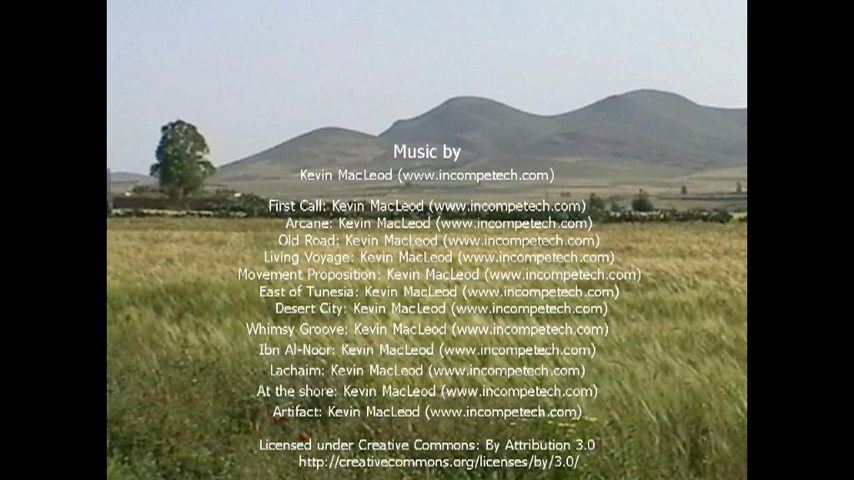 Music by
Kevin MacLeod (www.incompetech.com)
First Call: Kevin MacLeod (www.incompetech.com)
Arcane: Kevin MacLeod (www.incompetech.com)
Old Road: Kevin MacLeod (www.incompetech.com)
Living Voyage: Kevin MacLeod (www.incompetech.com)
Movement Proposition: Kevin MacLeod (www.incompetech.com)
East of Tunesia: Kevin MacLeod (www.incompetech.com)
Desert City: Kevin MacLeod (www.incompetech.com)
Whimsy Groove: Kevin MacLeod (www.incompetech.com)
Ibn Al-Noor: Kevin MacLeod (www.incompetech.com)
Lachaim: Kevin MacLeod (www.incompetech.com)
At the shore: Kevin MacLeod (www.incompetech.com)
Artifact: Kevin MacLeod (www.incompetech.com)
Licensed under Creative Commons: By Attribution 3.0
http://creativecommons.org/licenses/by/3.0/